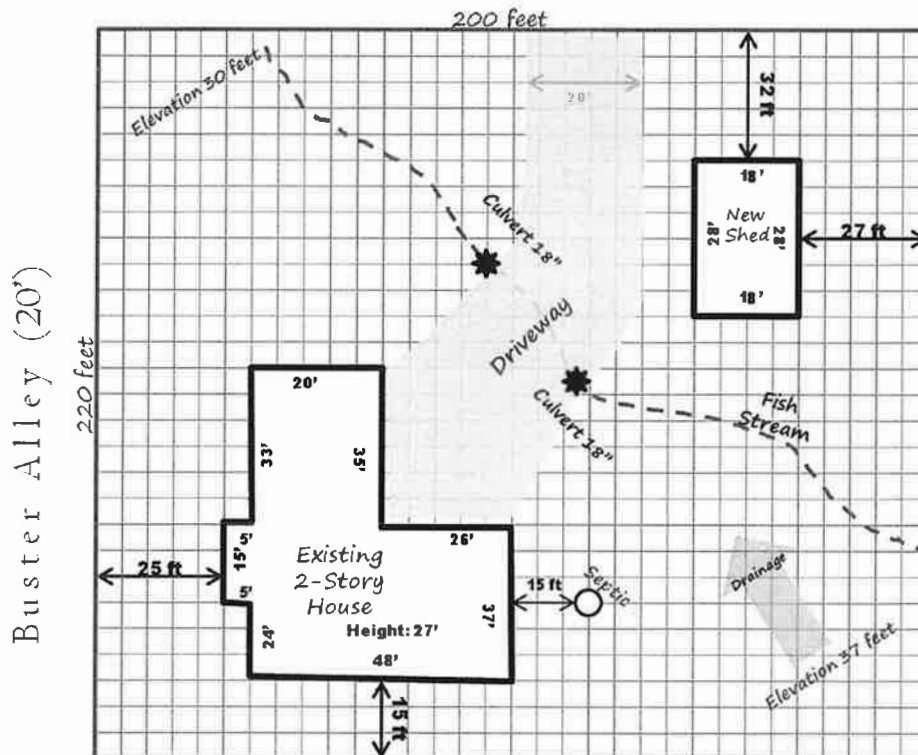 200 feet
Elevation 30 feet
20'
32 ft
Culvert 18"
18'
28'
New
Shed
28'
27 ft
18'
Buster Alley (20')
220 feet
Driveway
20'
Culvert 18"
Fish
Stream
33'
35'
5'
26'
15'
Existing
2-Story
House
25 ft
5'
15 ft
Septic
Drainage
24'
Height: 27'
37'
48'
Elevation 37 feet
15 ft